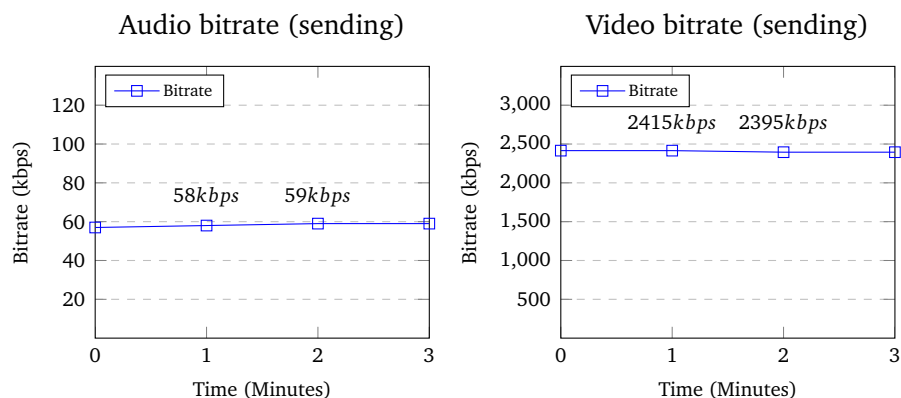 Audio bitrate (sending)
Bitrate
120
100
80
60
40
20
58kbps
59kbps
0 1 2 3
Time (Minutes)
Bitrate (kbps)
Video bitrate (sending)
Bitrate
3,000
2,500
2,000
1,500
1,000
500
2415kbps
2395kbps
0 1 2 3
Time (Minutes)
Bitrate (kbps)